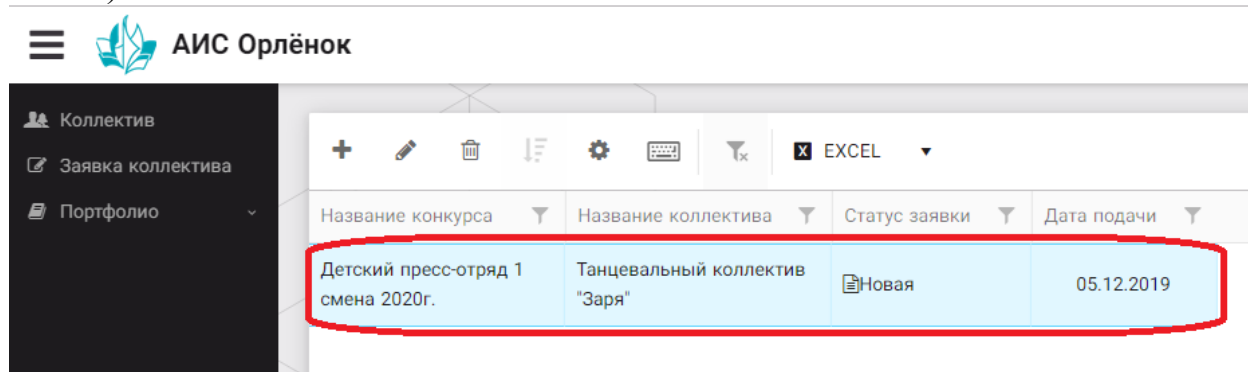 АИС Орлёнок
Коллектив
Заявка коллектива
Портфолио
X EXCEL
Название конкурса
Название коллектива
Статус заявки
Дата подачи
Детский пресс-отряд 1
смена 2020г.
Танцевальный коллектив
"Заря"
Новая
05.12.2019